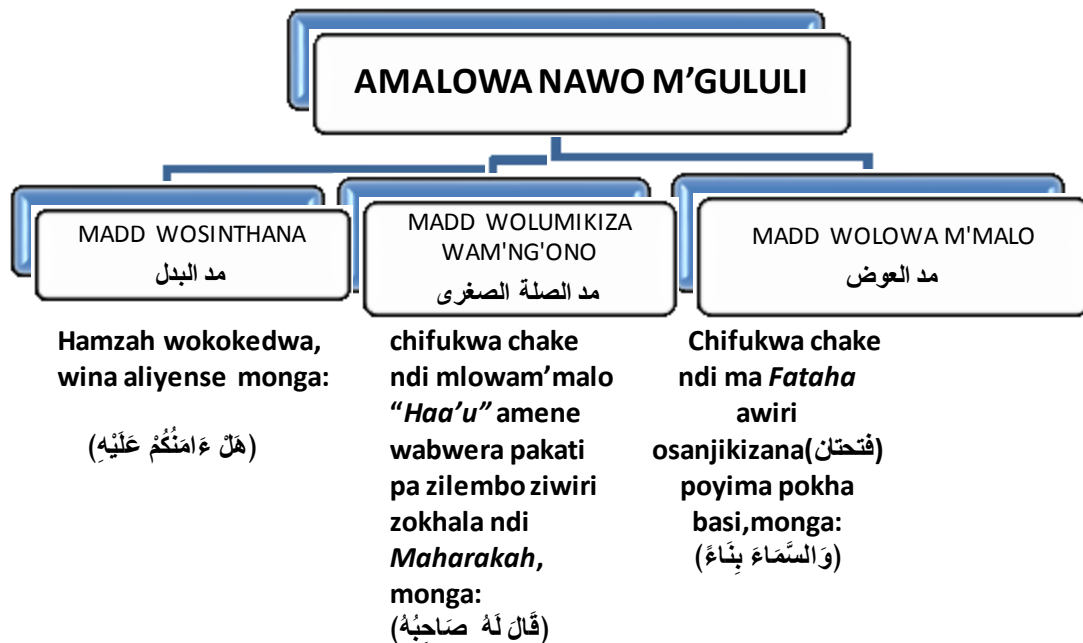 AMALOWA NAWO M'GULULI
MADD WOSINTHANA
مد البدل
Hamzah wokokedwa,
wina aliyense monga:
(هَلْ ءَامَنُكُمْ عَلَيْهِ)
MADD WOLUMIKIZA
WAM'NG'ONO
مد الصلة الصغرى
chifukwa chake
ndi mlowam'malo
"Haa'u" amene
wabwera pakati
pa zilembo ziwiri
zokhala ndi
Maharakah,
monga:
(قَالَ لَهُ صَاحِبُهُ)
MADD WOLOWA M'MALO
مد العوض
Chifukwa chake
ndi ma Fataha
awiri
osanjikizana(فتحتان)
poyima pokha
basi,monga:
(وَالسَّمَاءَ بِنَاءً)